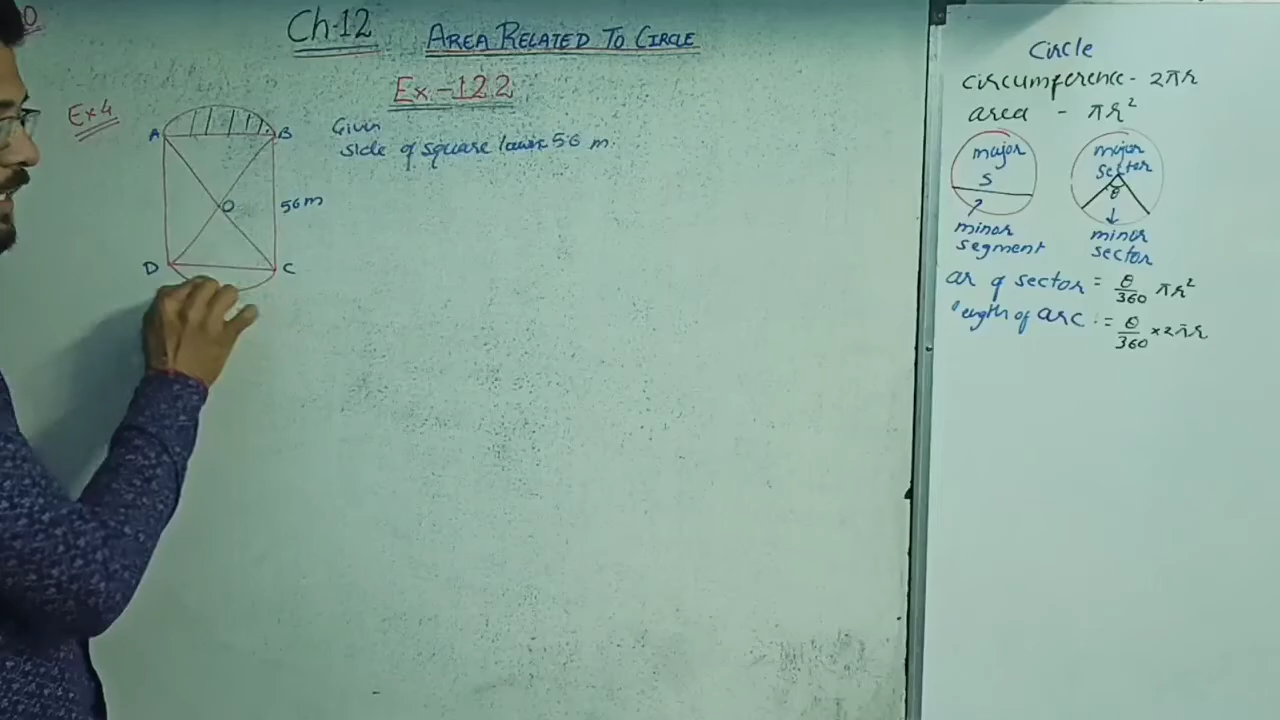 Ch-12
AREA RELATED TO CIRCLE
Ex.-12.2
Ex 4
A
B
Given
side of square lawn 56 m.
O
56m
D
C
Circle
circumference - 2πr
area - πr²
major
S
minor
segment
major
sector
θ
minor
sector
ar of sector = θ/360 πr²
length of arc = θ/360 × 2πr